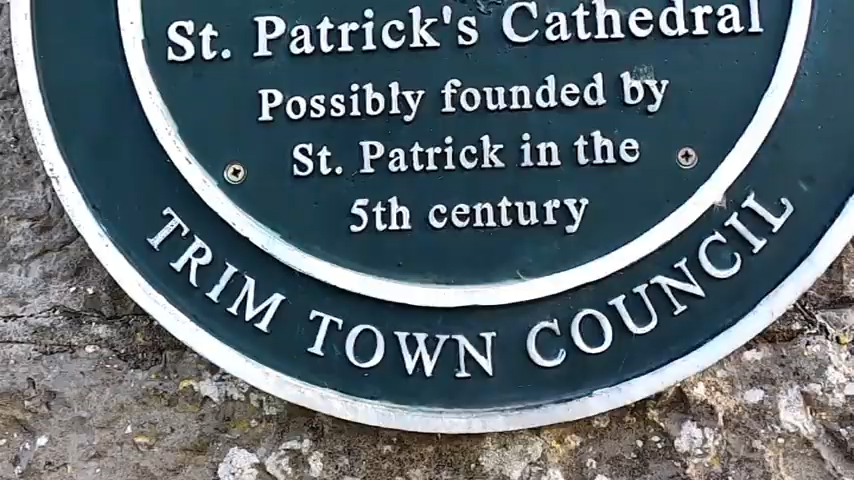 St. Patrick's Cathedral
Possibly founded by
St. Patrick in the
5th century
TRIM TOWN COUNCIL